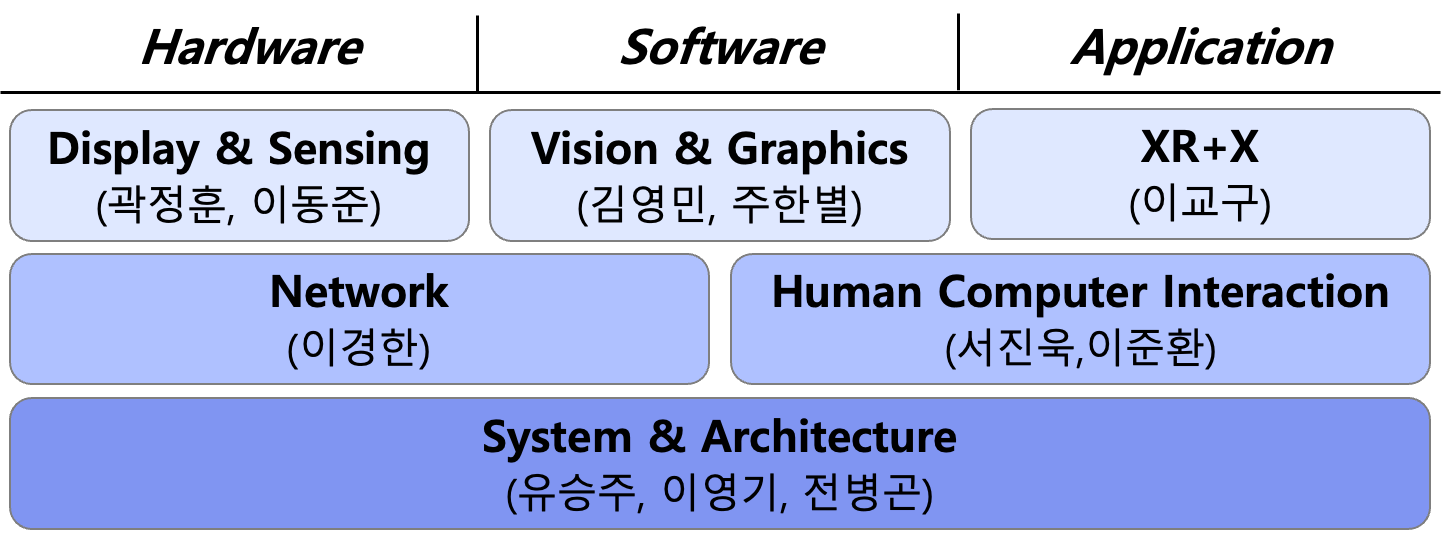 Hardware Software Application
Display & Sensing
(곽정훈, 이동준)
Vision & Graphics
(김영민, 주한별)
XR+X
(이교구)
Network
(이경한)
Human Computer Interaction
(서진욱,이준환)
System & Architecture
(유승주, 이영기, 전병곤)